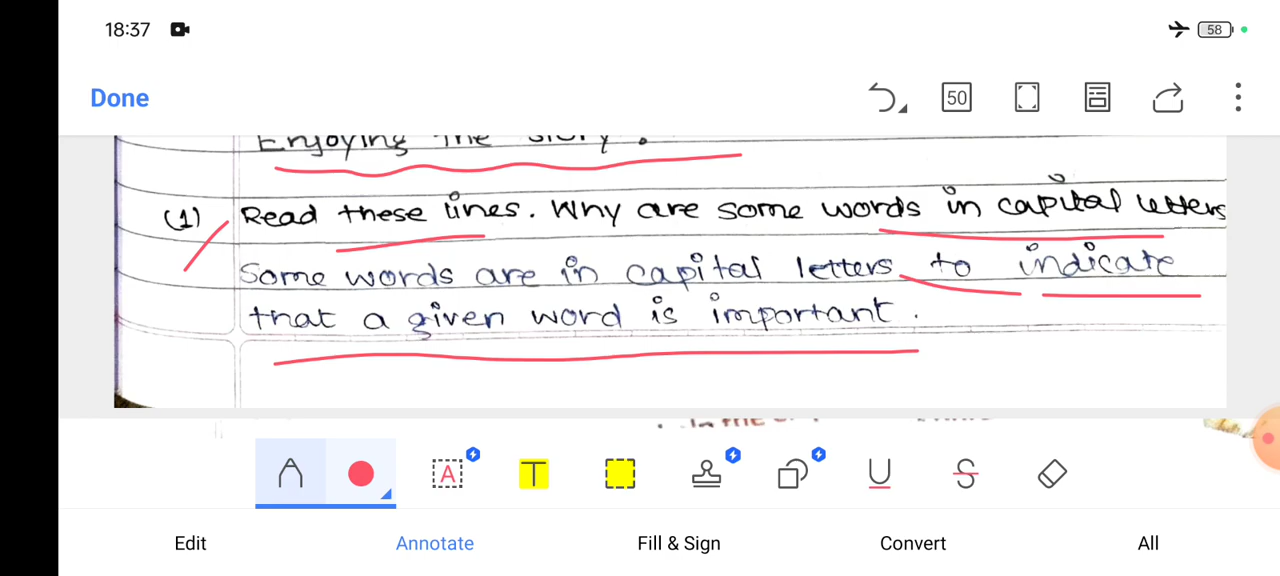 18:37
58
Done
50
Enjoying the story.
(1) Read these lines. Why are some words in capital letters
Some words are in capital letters to indicate
that a given word is important.
A
T
U
S
Edit
Annotate
Fill & Sign
Convert
All